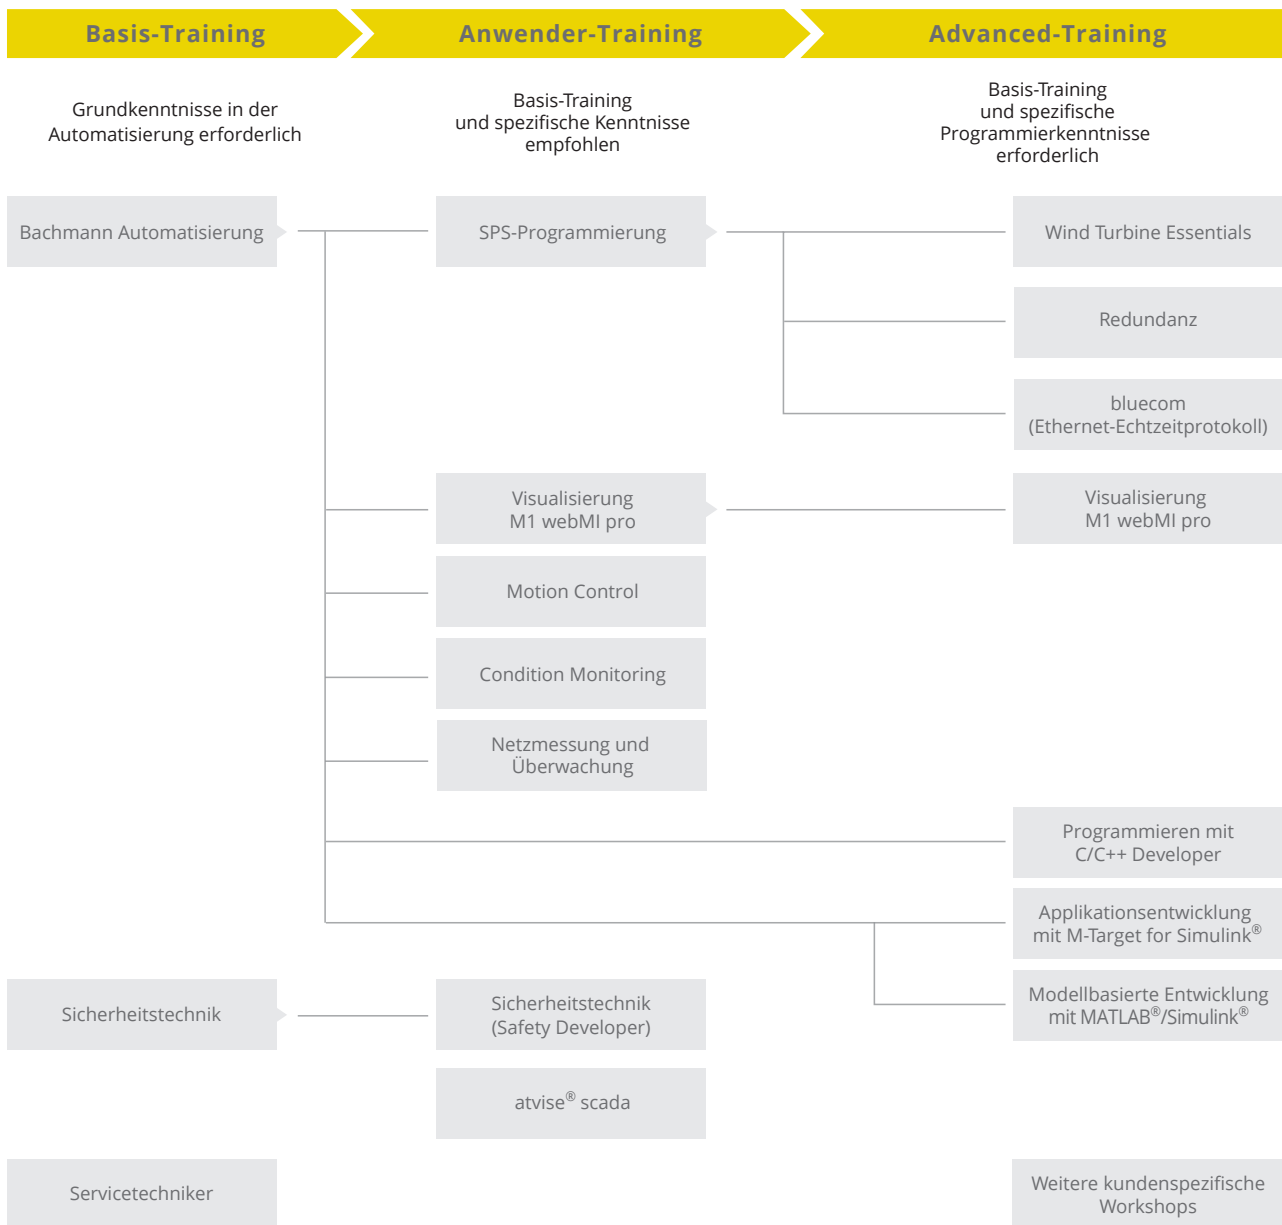 Basis-Training
Anwender-Training
Advanced-Training
Grundkenntnisse in der
Automatisierung erforderlich
Basis-Training
und spezifische Kenntnisse
empfohlen
Basis-Training
und spezifische
Programmierkenntnisse
erforderlich
Bachmann Automatisierung
SPS-Programmierung
Wind Turbine Essentials
Redundanz
bluecom
(Ethernet-Echtzeitprotokoll)
Visualisierung
M1 webMI pro
Visualisierung
M1 webMI pro
Motion Control
Condition Monitoring
Netzmessung und
Überwachung
Programmieren mit
C/C++ Developer
Applikationsentwicklung
mit M-Target for Simulink®
Modellbasierte Entwicklung
mit MATLAB®/Simulink®
Sicherheitstechnik
Sicherheitstechnik
(Safety Developer)
atvise® scada
Servicetechniker
Weitere kundenspezifische
Workshops